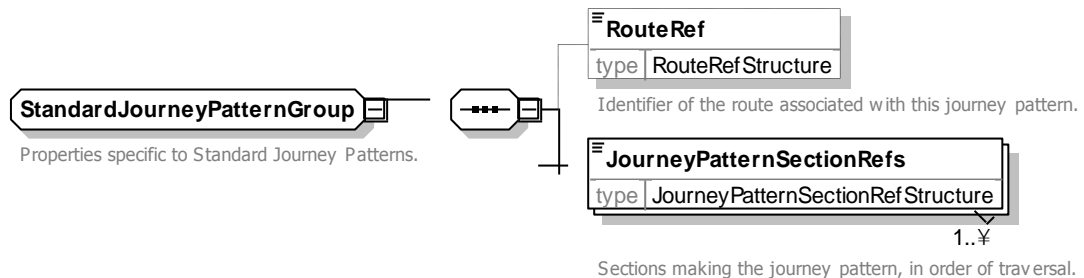 RouteRef
type RouteRefStructure
Identifier of the route associated with this journey pattern.
StandardJourneyPatternGroup
Properties specific to Standard Journey Patterns.
JourneyPatternSectionRefs
type JourneyPatternSectionRefStructure
1..¥
Sections making the journey pattern, in order of traversal.